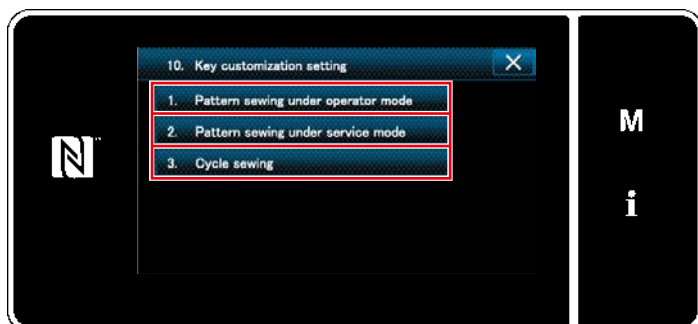 10. Key customization setting
1. Pattern sewing under operator mode
2. Pattern sewing under service mode
3. Cycle sewing
M
i